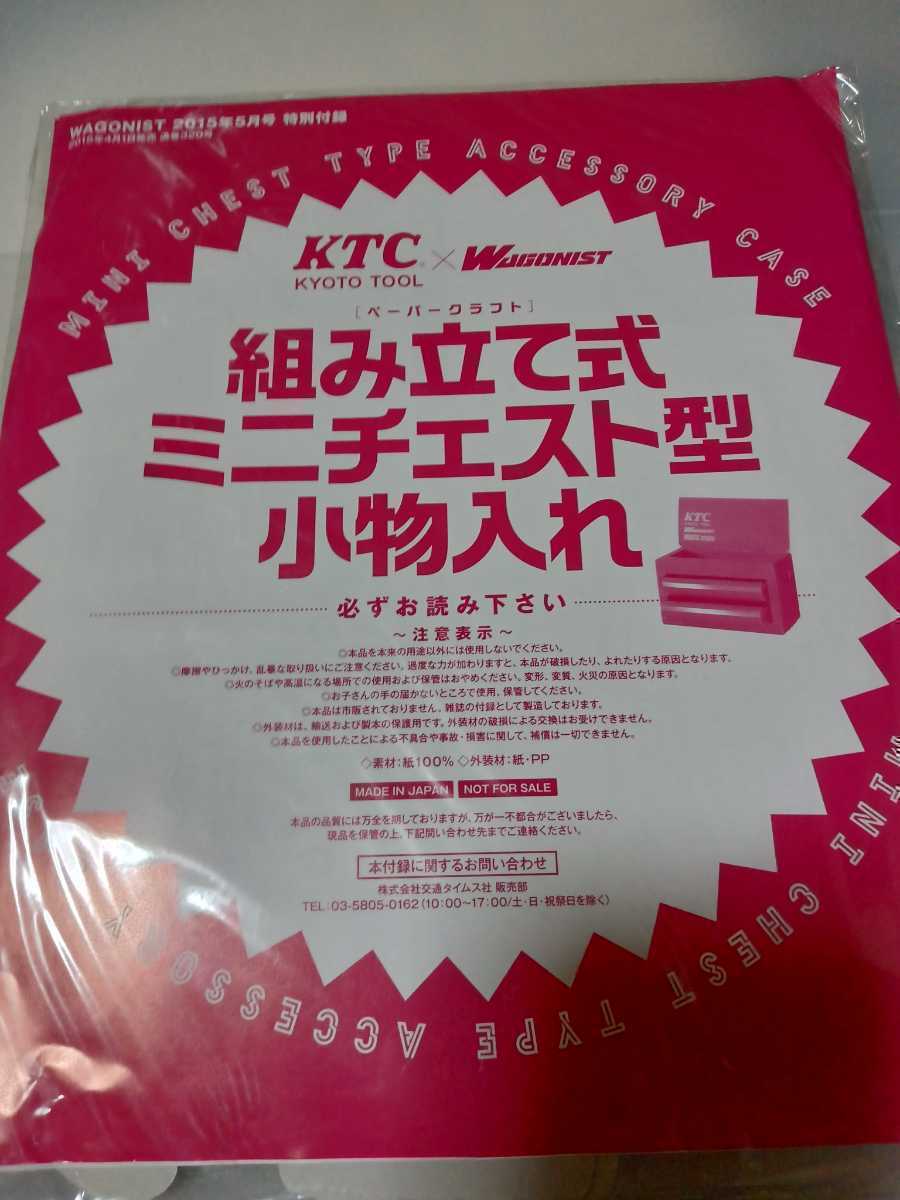 WAGONIST 2015年5月号 特別付録
2015年4月1日発売 通巻320号
MINI CHEST TYPE ACCESSORY CASE
KTC × WAGONIST
KYOTO TOOL
[ペーパークラフト]
組み立て式
ミニチェスト型
小物入れ
KTC
必ずお読み下さい
～注意表示～
◇本品を本来の用途以外には使用しないでください。
◇摩擦やひっかけ、乱暴な取り扱いにご注意ください。過度な力が加わりますと、本品が破損したり、よれたりする原因となります。
◇火のそばや高温になる場所での使用および保管はおやめください。変形、変質、火災の原因となります。
◇お子さんの手の届かないところで使用、保管してください。
◇本品は市販されておりません。雑誌の付録として製造しております。
◇外装材は、輸送および製本の保護用です。外装材の破損による交換はお受けできません。
◇本品を使用したことによる不具合や事故・損害に関して、補償は一切できません。
◇素材：紙100% ◇外装材：紙・PP
MADE IN JAPAN NOT FOR SALE
本品の品質には万全を期しておりますが、万が一不都合がございましたら、
現品を保管の上、下記問い合わせ先までご連絡ください。
本付録に関するお問い合わせ
株式会社交通タイムス社 販売部
TEL：03-5805-0162（10：00～17：00/土・日・祝祭日を除く）
MINI CHEST TYPE ACCESSORY